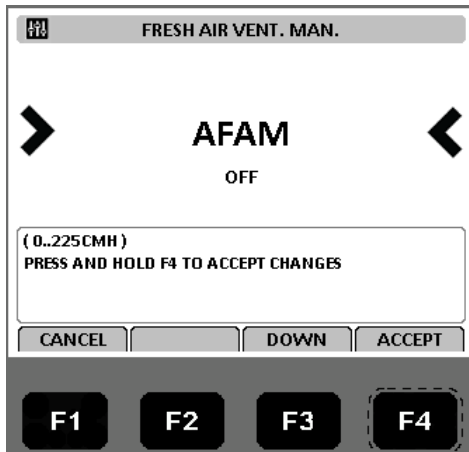 FRESH AIR VENT. MAN.
AFAM
OFF
( 0..225CMH )
PRESS AND HOLD F4 TO ACCEPT CHANGES
CANCEL DOWN ACCEPT
F1 F2 F3 F4